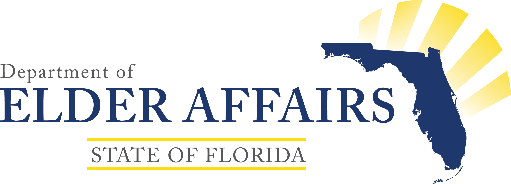 Department of
ELDER AFFAIRS
STATE OF FLORIDA